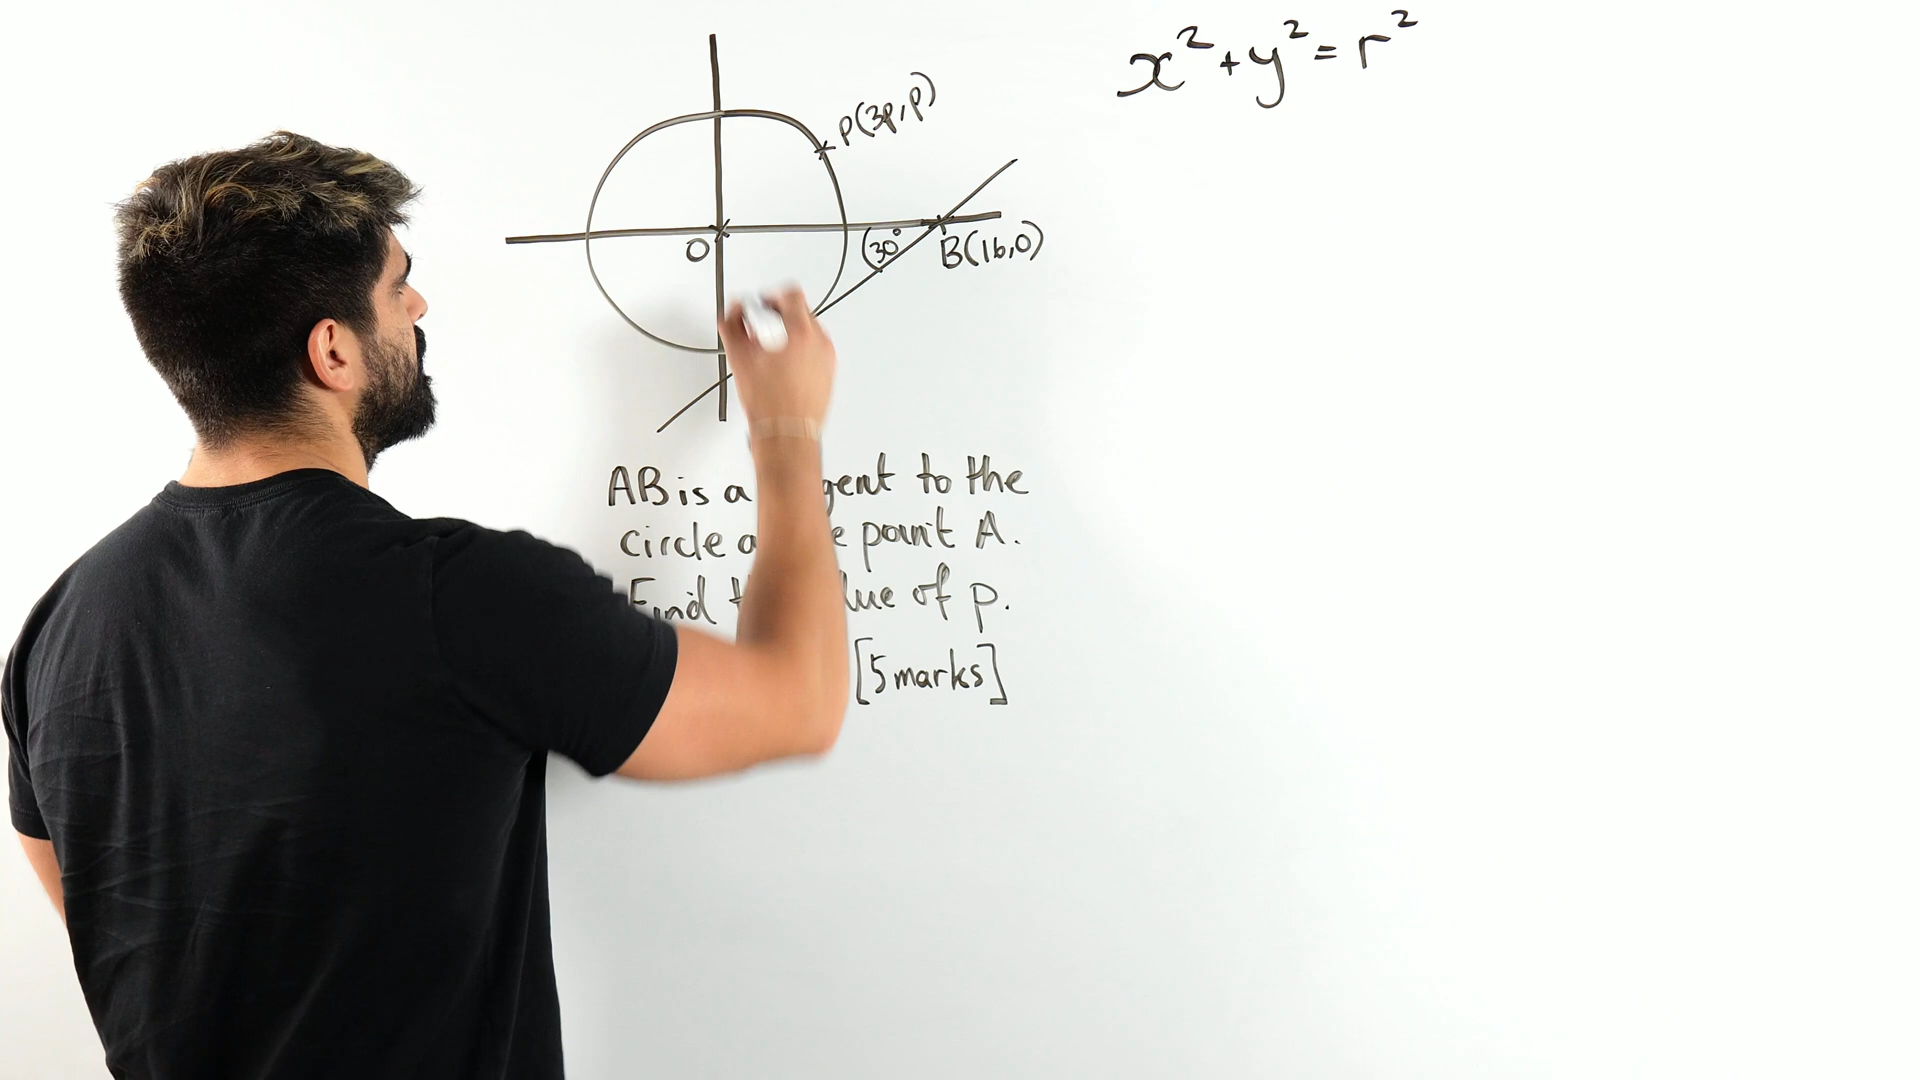 x² + y² = r²
P(3p, p)
O
30°
B(16,0)
AB is a gent to the
circle a e point A.
Find t lue of p.
[5 marks]